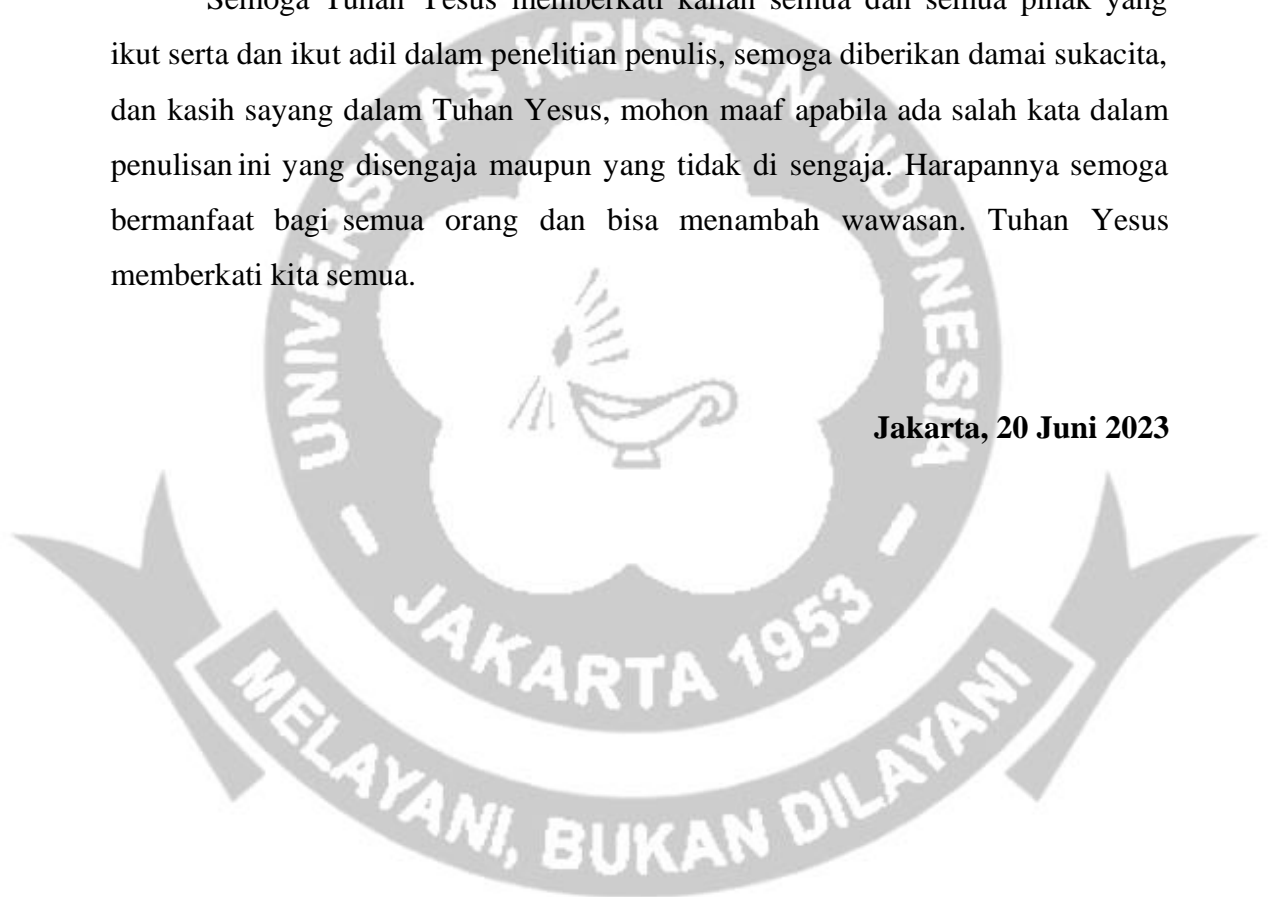 Semoga Tuhan Yesus memberkati kalian semua dan semua pihak yang
ikut serta dan ikut adil dalam penelitian penulis, semoga diberikan damai sukacita,
dan kasih sayang dalam Tuhan Yesus, mohon maaf apabila ada salah kata dalam
penulisan ini yang disengaja maupun yang tidak di sengaja. Harapannya semoga
bermanfaat bagi semua orang dan bisa menambah wawasan. Tuhan Yesus
memberkati kita semua.
Jakarta, 20 Juni 2023
UNIVERSITAS KRISTEN INDONESIA
- JAKARTA 1953 -
MELAYANI, BUKAN DILAYANI